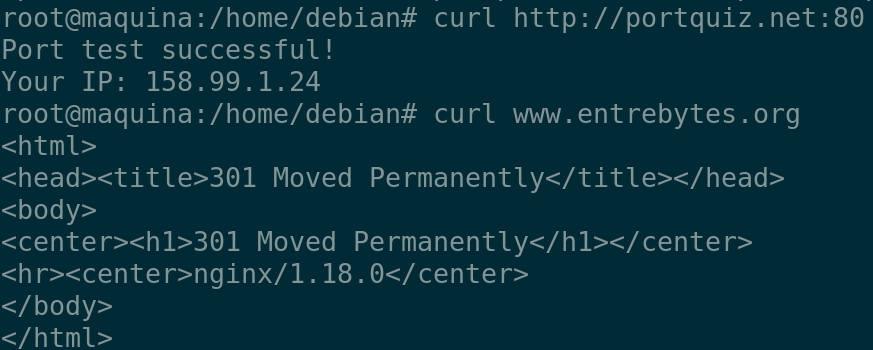 root@maquina:/home/debian# curl http://portquiz.net:80
Port test successful!
Your IP: 158.99.1.24
root@maquina:/home/debian# curl www.entrebytes.org
<html>
<head><title>301 Moved Permanently</title></head>
<body>
<center><h1>301 Moved Permanently</h1></center>
<hr><center>nginx/1.18.0</center>
</body>
</html>